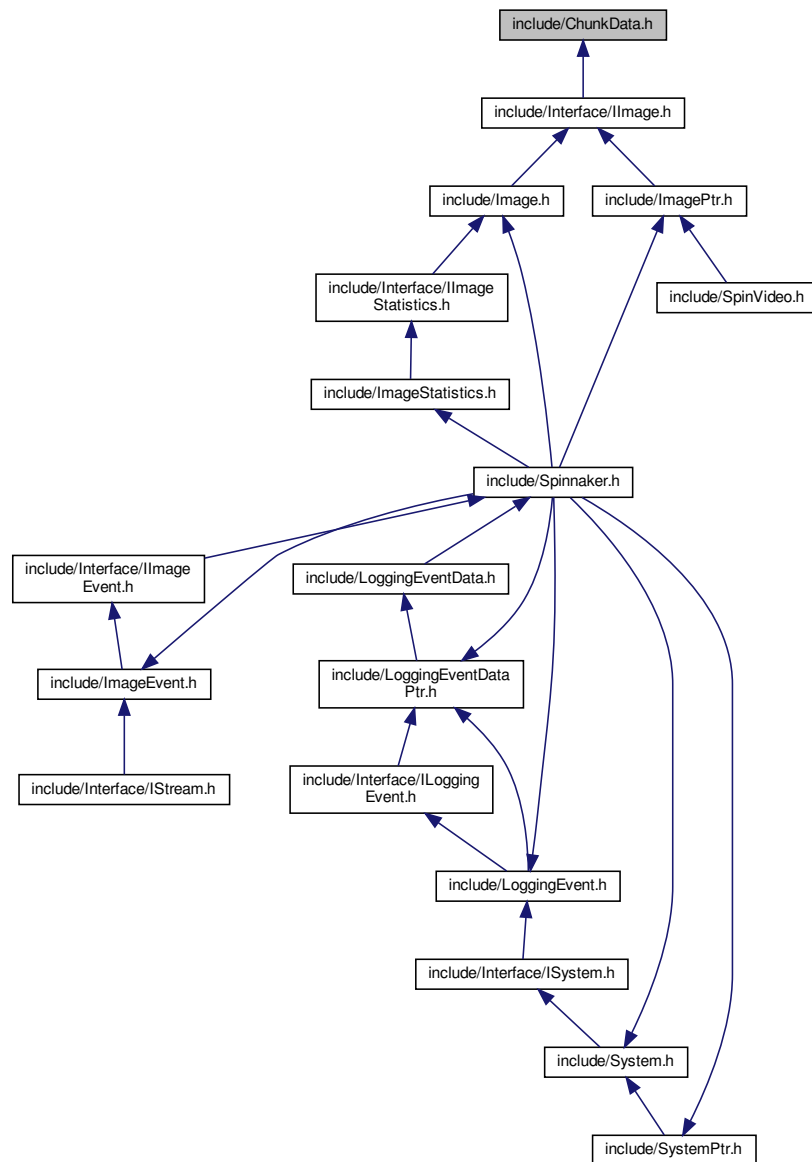 include/ChunkData.h
include/Interface/IImage.h
include/Image.h
include/ImagePtr.h
include/Interface/IImage
Statistics.h
include/SpinVideo.h
include/ImageStatistics.h
include/Spinnaker.h
include/Interface/IImage
Event.h
include/LoggingEventData.h
include/ImageEvent.h
include/LoggingEventData
Ptr.h
include/Interface/IStream.h
include/Interface/ILogging
Event.h
include/LoggingEvent.h
include/Interface/ISystem.h
include/System.h
include/SystemPtr.h